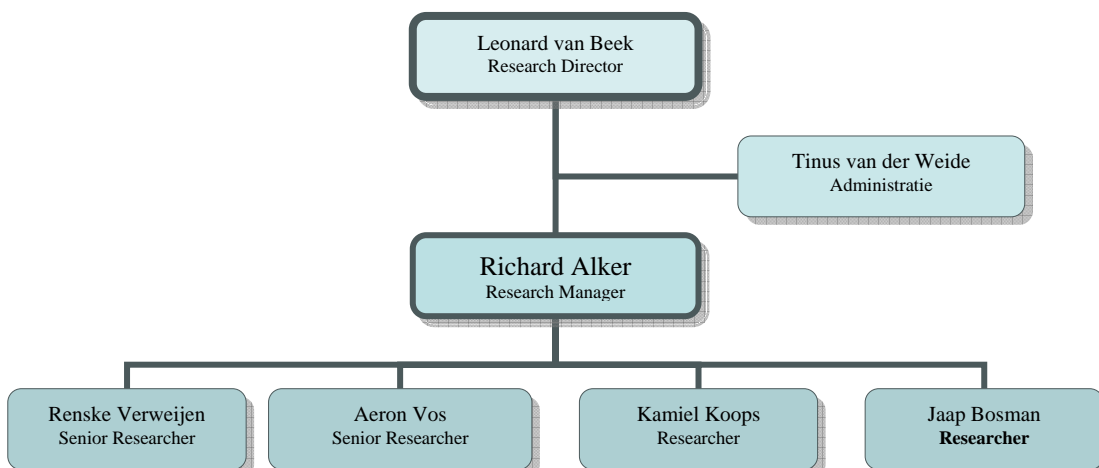 Leonard van Beek
Research Director
Tinus van der Weide
Administratie
Richard Alker
Research Manager
Renske Verweijen
Senior Researcher
Aeron Vos
Senior Researcher
Kamiel Koops
Researcher
Jaap Bosman
Researcher